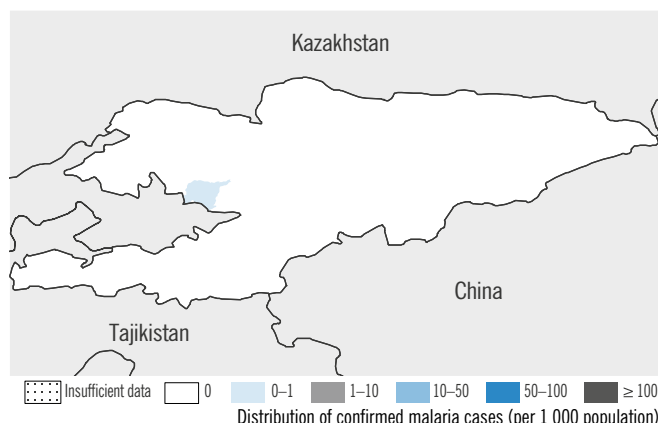 Kazakhstan
China
Tajikistan
Insufficient data 0 0–1 1–10 10–50 50–100 ≥ 100
Distribution of confirmed malaria cases (per 1 000 population)